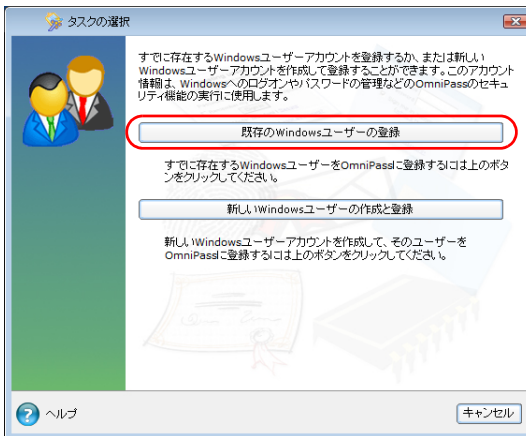 タスクの選択
すでに存在するWindowsユーザーアカウントを登録するか、または新しい
Windowsユーザーアカウントを作成して登録することができます。このアカウント
情報は、Windowsへのログオンやパスワードの管理などのOmniPassのセキュ
リティ機能の実行に使用します。
既存のWindowsユーザーの登録
すでに存在するWindowsユーザーをOmniPassに登録するには上のボタ
ンをクリックしてください。
新しいWindowsユーザーの作成と登録
新しいWindowsユーザーアカウントを作成して、そのユーザーを
OmniPassに登録するには上のボタンをクリックしてください。
ヘルプ
キャンセル